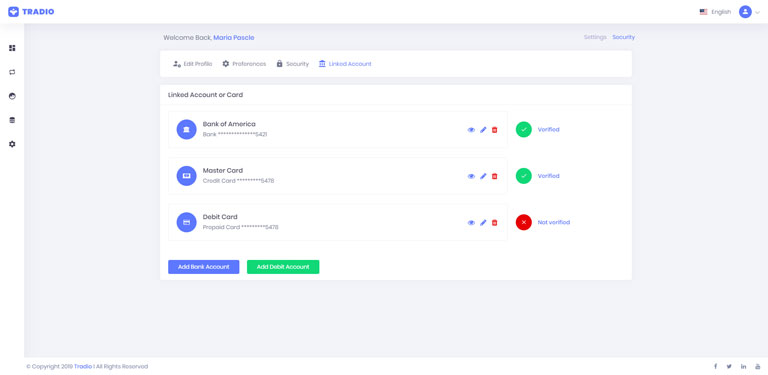 TRADIO
English
Welcome Back, Maria Pascle
Settings Security
Edit Profile Preferences Security Linked Account
Linked Account or Card
Bank of America
Bank **************5421
Verified
Master Card
Credit Card *********5478
Verified
Debit Card
Prepaid Card *********5478
Not verified
Add Bank Account Add Debit Account
© Copyright 2019 Tradio I All Rights Reserved